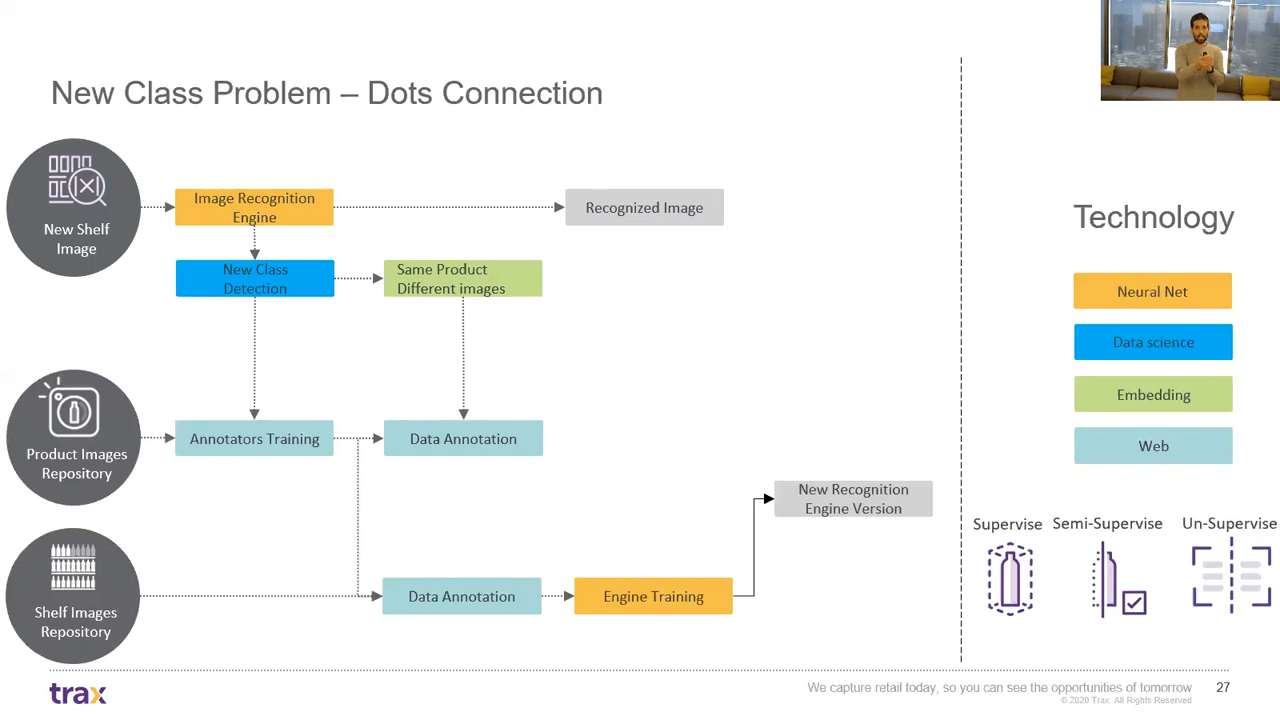 New Class Problem – Dots Connection
New Shelf
Image
Image Recognition
Engine
Recognized Image
New Class
Detection
Same Product
Different images
Product Images
Repository
Annotators Training
Data Annotation
New Recognition
Engine Version
Shelf Images
Repository
Data Annotation
Engine Training
Technology
Neural Net
Data science
Embedding
Web
Supervise
Semi-Supervise
Un-Supervise
trax
We capture retail today, so you can see the opportunities of tomorrow
27
© 2020 Trax. All Rights Reserved